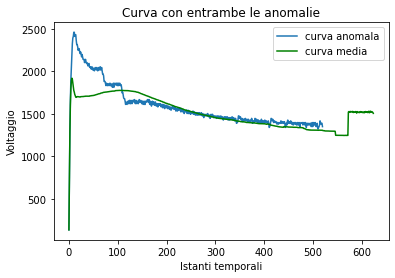 Curva con entrambe le anomalie
curva anomala
curva media
Voltaggio
2500
2000
1500
1000
500
0
100
200
300
400
500
600
Istanti temporali